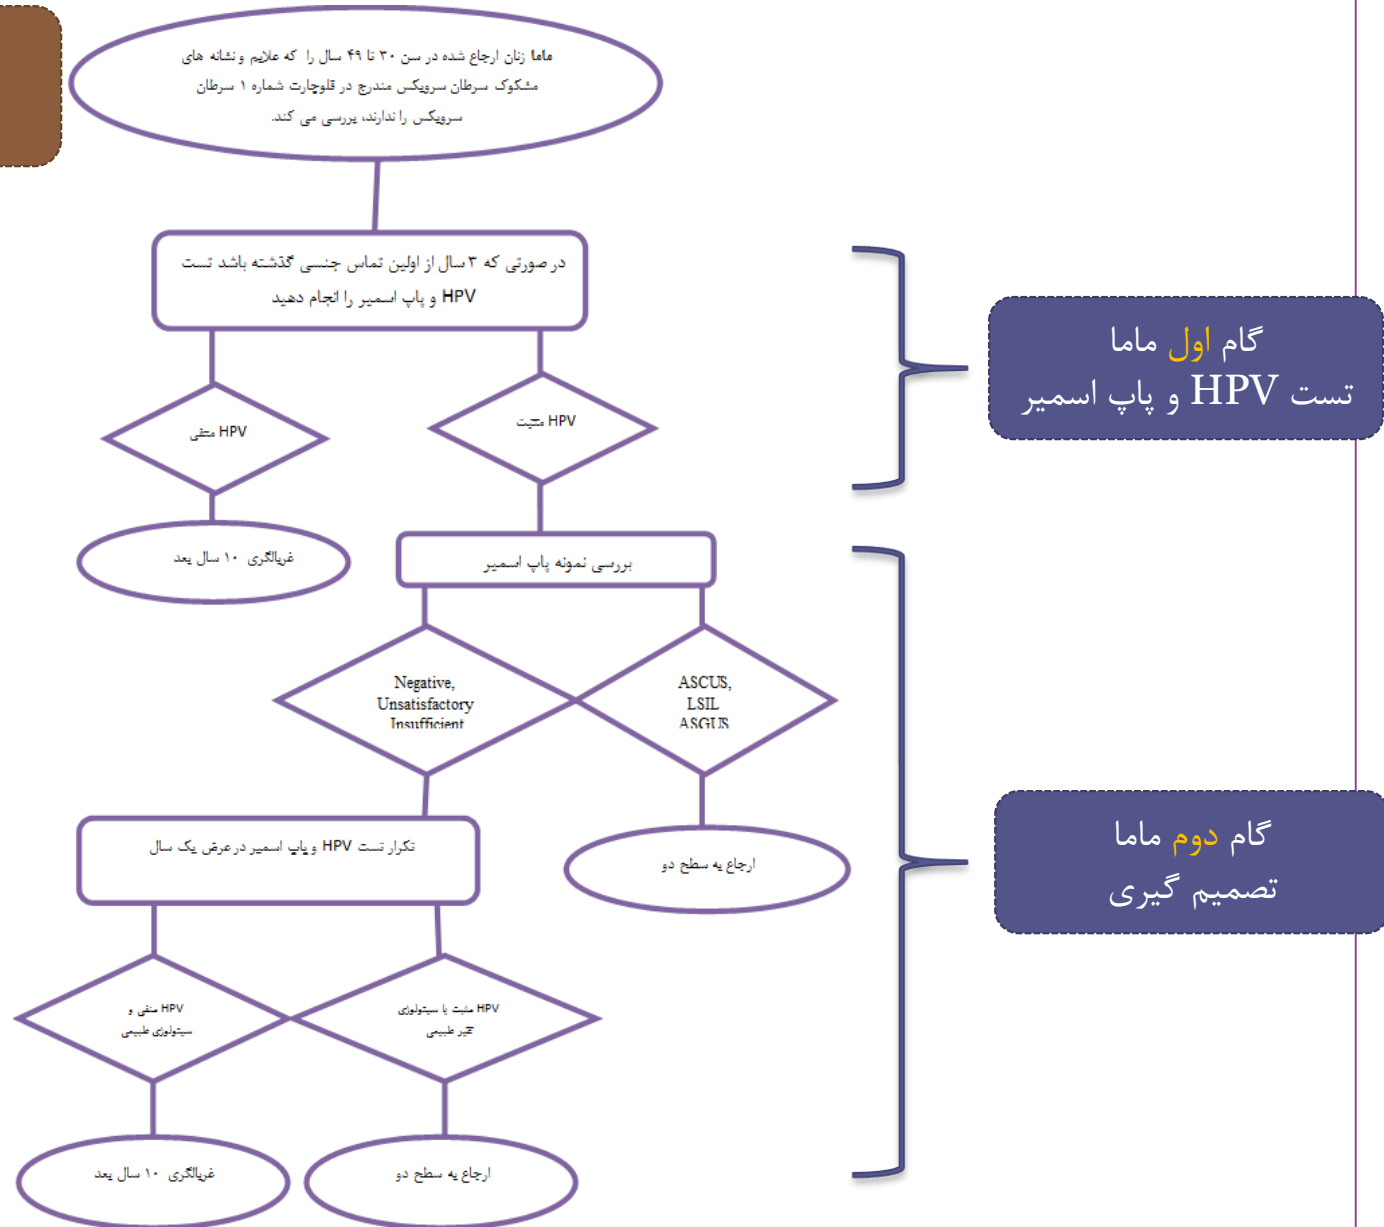 ماما زنان ارجاع شده در سن ۳۰ تا ۴۹ سال را که علایم و نشانه های
مشکوک سرطان سرویکس مندرج در فلوچارت شماره ۱ سرطان
سرویکس را ندارند، بررسی می کند.
در صورتی که ۳ سال از اولین تماس جنسی گذشته باشد تست
HPV و پاپ اسمیر را انجام دهید
گام اول ماما
تست HPV و پاپ اسمیر
HPV منفی
HPV مثبت
غربالگری ۱۰ سال بعد
بررسی نمونه پاپ اسمیر
Negative,
Unsatisfactory
Insufficient
ASCUS,
LSIL
ASGUS
گام دوم ماما
تصمیم گیری
تکرار تست HPV و پاپ اسمیر در عرض یک سال
ارجاع به سطح دو
HPV منفی و
سیتولوژی طبیعی
HPV مثبت یا سیتولوژی
غیر طبیعی
غربالگری ۱۰ سال بعد
ارجاع به سطح دو